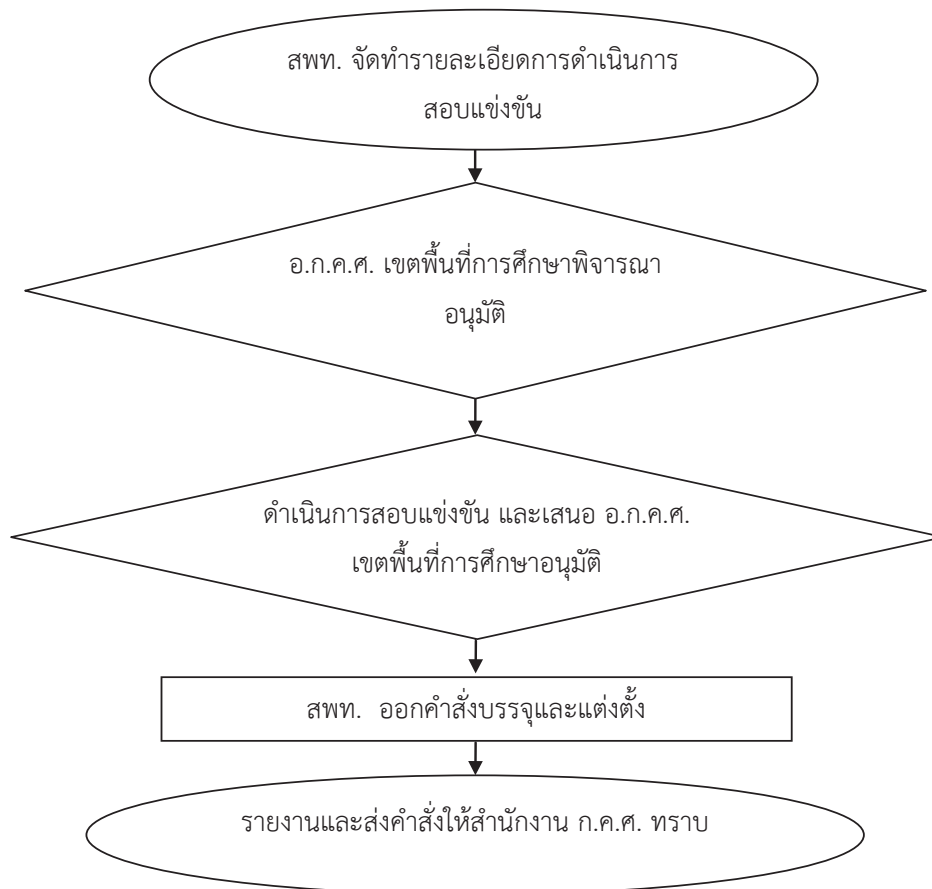 สพท. จัดทำรายละเอียดการดำเนินการ
สอบแข่งขัน
อ.ก.ค.ศ. เขตพื้นที่การศึกษาพิจารณา
อนุมัติ
ดำเนินการสอบแข่งขัน และเสนอ อ.ก.ค.ศ.
เขตพื้นที่การศึกษาอนุมัติ
สพท. ออกคำสั่งบรรจุและแต่งตั้ง
รายงานและส่งคำสั่งให้สำนักงาน ก.ค.ศ. ทราบ